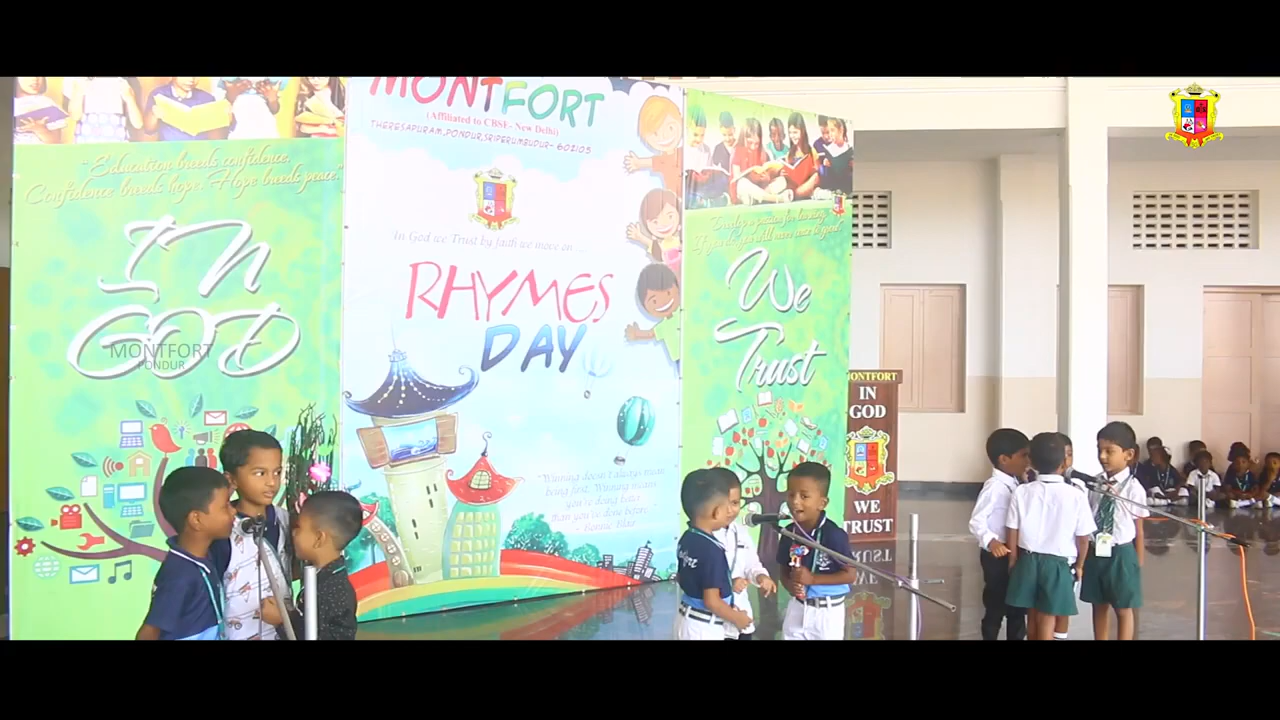 "Education breeds confidence.
Confidence breeds hope. Hope breeds peace."
IN
GOD
MONTFORT
PONDUR
MONTFORT
(Affiliated to CBSE- New Delhi)
THERESAPURAM, PONDUR, SRIPERUMBUDUR- 602105
In God we Trust by faith we move on ...
RHYMES
DAY
"Winning doesn't always mean
being first. Winning means
you're doing better
than you've done before."
- Bonnie Blair
We
Trust
MONTFORT
IN
GOD
WE
TRUST